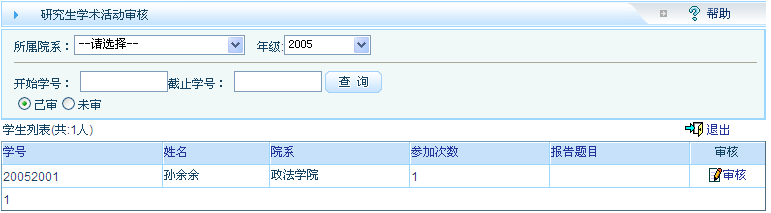 研究生学术活动审核 帮助
所属院系： --请选择-- 年级: 2005
开始学号： 截止学号： 查 询
已审 未审
学生列表(共:1人) 退出
学号 姓名 院系 参加次数 报告题目 审核
20052001 孙余余 政法学院 1 审核
1